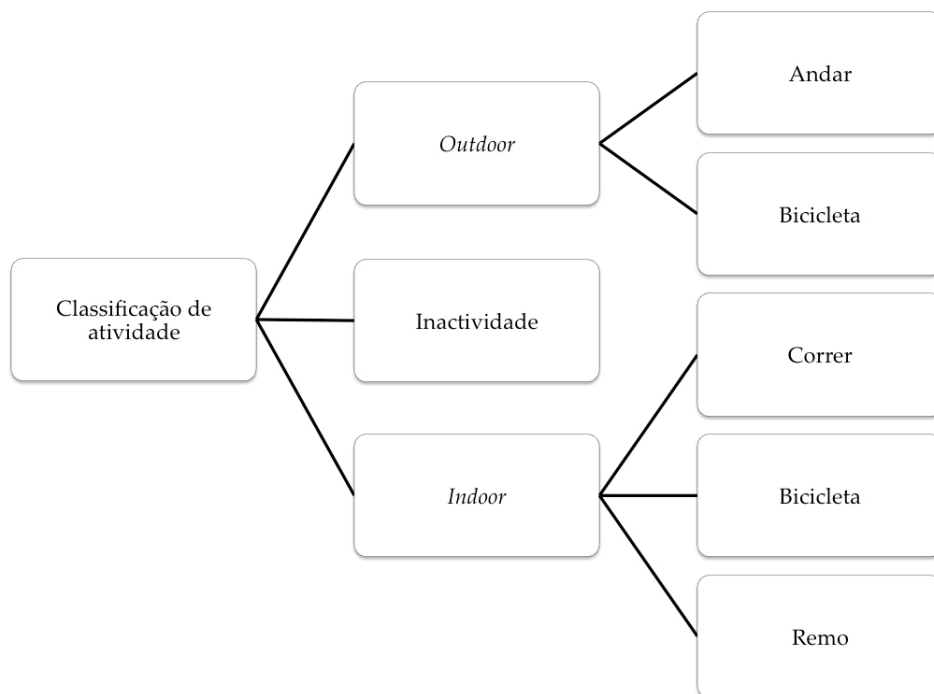 Classificação de
atividade
Outdoor
Andar
Bicicleta
Inactividade
Indoor
Correr
Bicicleta
Remo